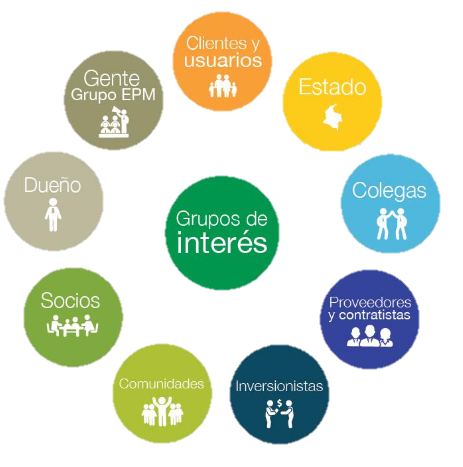 Clientes y
usuarios
Estado
Colegas
Proveedores
y contratistas
Inversionistas
Comunidades
Socios
Dueño
Gente
Grupo EPM
Grupos de
interés
$